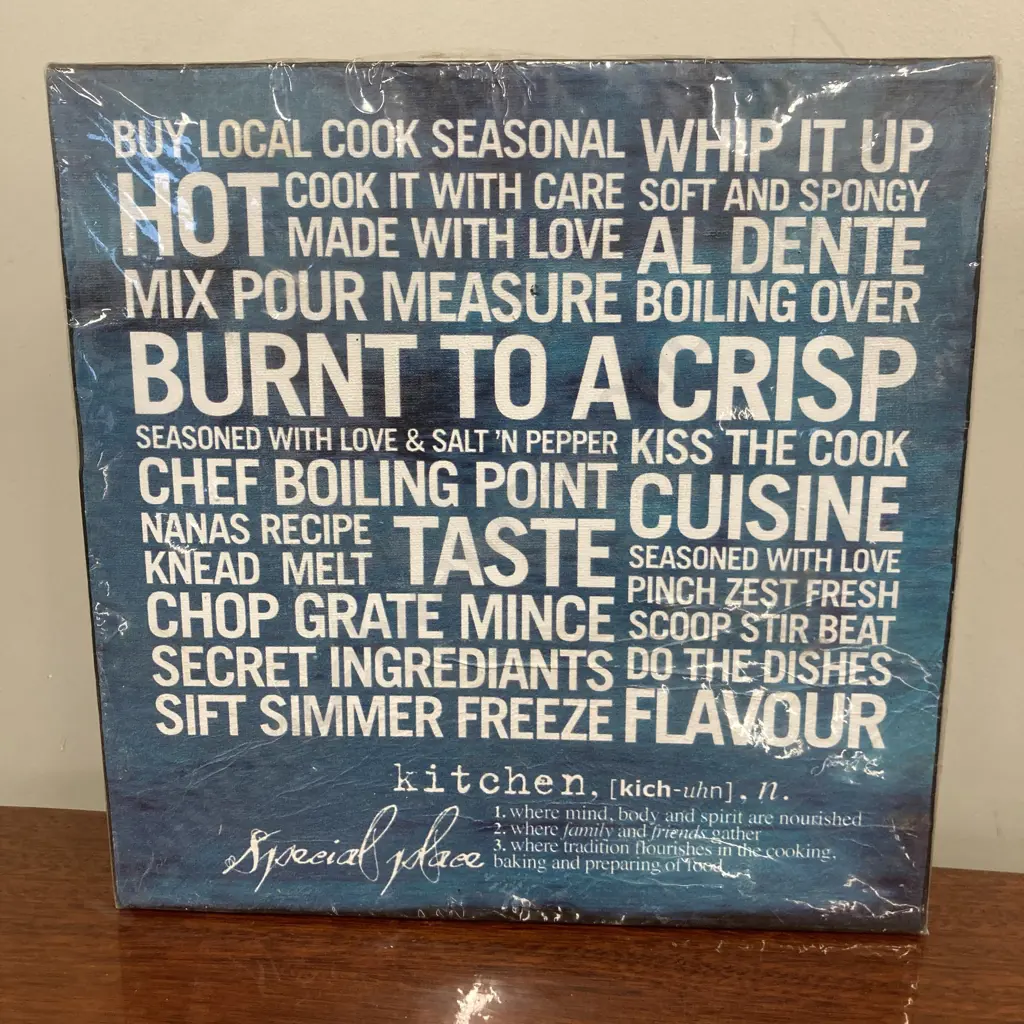 BUY LOCAL COOK SEASONAL WHIP IT UP
HOT COOK IT WITH CARE SOFT AND SPONGY
MADE WITH LOVE AL DENTE
MIX POUR MEASURE BOILING OVER
BURNT TO A CRISP
SEASONED WITH LOVE & SALT 'N PEPPER KISS THE COOK
CHEF BOILING POINT CUISINE
NANAS RECIPE TASTE
KNEAD MELT SEASONED WITH LOVE
PINCH ZEST FRESH
CHOP GRATE MINCE SCOOP STIR BEAT
SECRET INGREDIANTS DO THE DISHES
SIFT SIMMER FREEZE FLAVOUR
kitchen, [kich-uhn], n.
Special place
1. where mind, body and spirit are nourished
2. where family and friends gather
3. where tradition flourishes in the cooking,
baking and preparing of food.